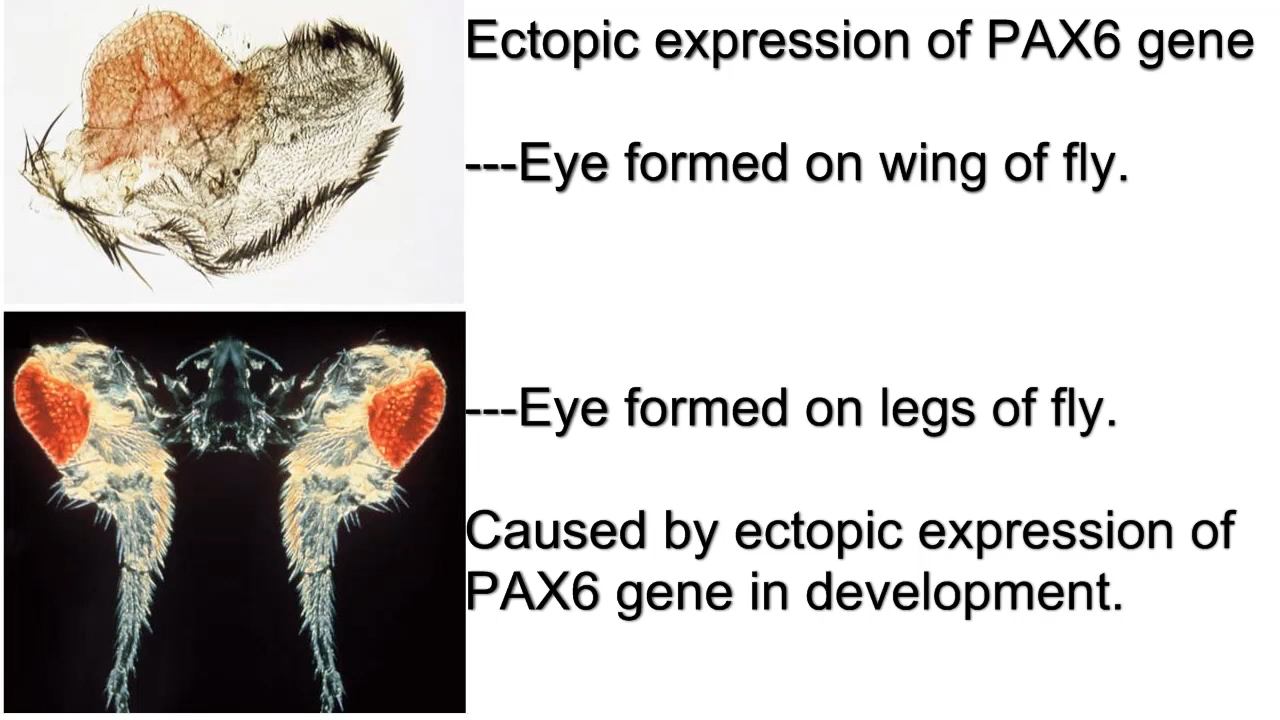 Ectopic expression of PAX6 gene
---Eye formed on wing of fly.
---Eye formed on legs of fly.
Caused by ectopic expression of
PAX6 gene in development.